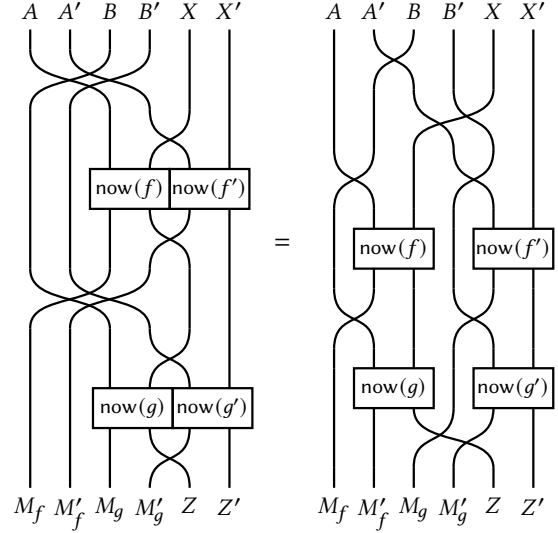 A A′ B B′ X X′ A A′ B B′ X X′
now(f) now(f′)
=
now(f) now(f′)
now(g) now(g′)
now(g) now(g′)
M_f M′_f M_g M′_g Z Z′ M_f M′_f M_g M′_g Z Z′